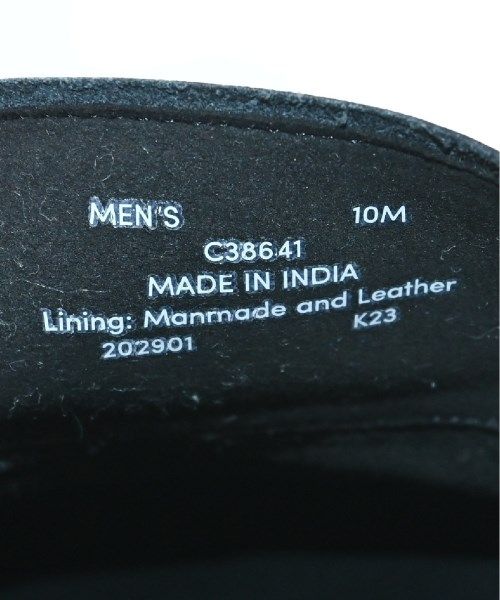 MEN'S 10M
C38641
MADE IN INDIA
Lining: Manmade and Leather
202901 K23